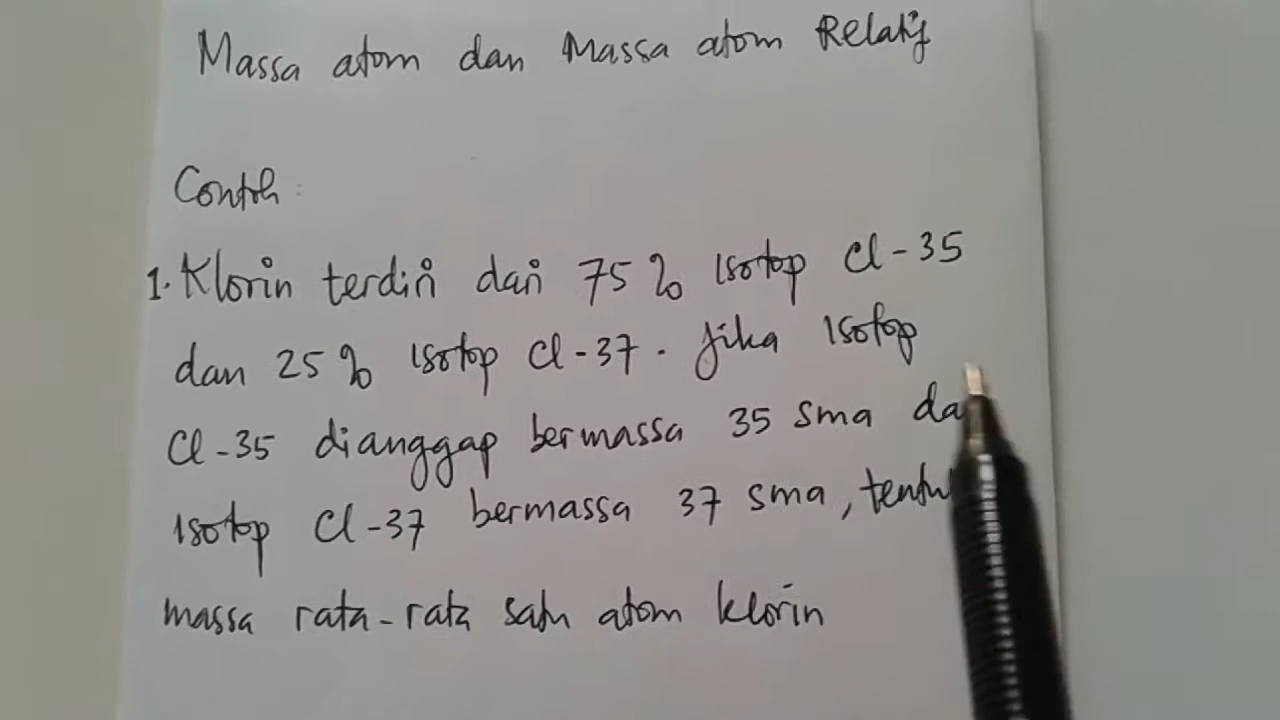 Massa atom dan Massa atom Relatif
Contoh :
1. Klorin terdiri dari 75% isotop Cl-35
dan 25% isotop Cl-37. Jika isotop
Cl-35 dianggap bermassa 35 sma da
isotop Cl-37 bermassa 37 sma, tentu
massa rata-rata satu atom klorin